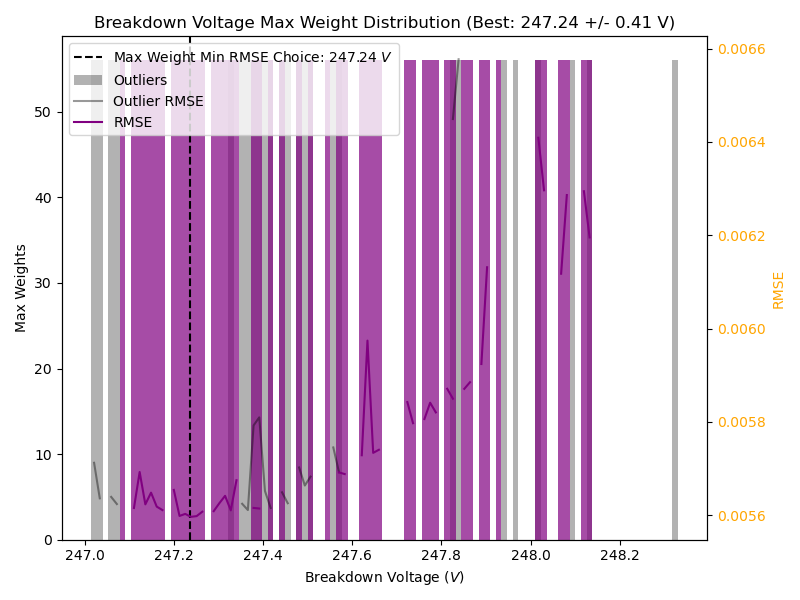 Breakdown Voltage Max Weight Distribution (Best: 247.24 +/- 0.41 V)
Max Weight Min RMSE Choice: 247.24 V
Outliers
Outlier RMSE
RMSE
Max Weights
50
40
30
20
10
0
0.0066
0.0064
0.0062
0.0060
0.0058
0.0056
RMSE
247.0 247.2 247.4 247.6 247.8 248.0 248.2
Breakdown Voltage (V)